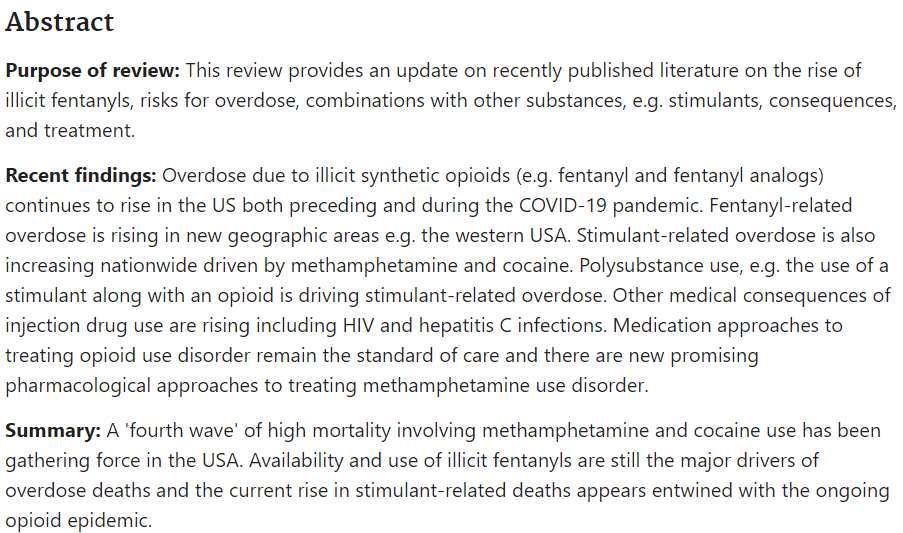 Abstract
Purpose of review: This review provides an update on recently published literature on the rise of
illicit fentanyls, risks for overdose, combinations with other substances, e.g. stimulants, consequences,
and treatment.
Recent findings: Overdose due to illicit synthetic opioids (e.g. fentanyl and fentanyl analogs)
continues to rise in the US both preceding and during the COVID-19 pandemic. Fentanyl-related
overdose is rising in new geographic areas e.g. the western USA. Stimulant-related overdose is also
increasing nationwide driven by methamphetamine and cocaine. Polysubstance use, e.g. the use of a
stimulant along with an opioid is driving stimulant-related overdose. Other medical consequences of
injection drug use are rising including HIV and hepatitis C infections. Medication approaches to
treating opioid use disorder remain the standard of care and there are new promising
pharmacological approaches to treating methamphetamine use disorder.
Summary: A 'fourth wave' of high mortality involving methamphetamine and cocaine use has been
gathering force in the USA. Availability and use of illicit fentanyls are still the major drivers of
overdose deaths and the current rise in stimulant-related deaths appears entwined with the ongoing
opioid epidemic.